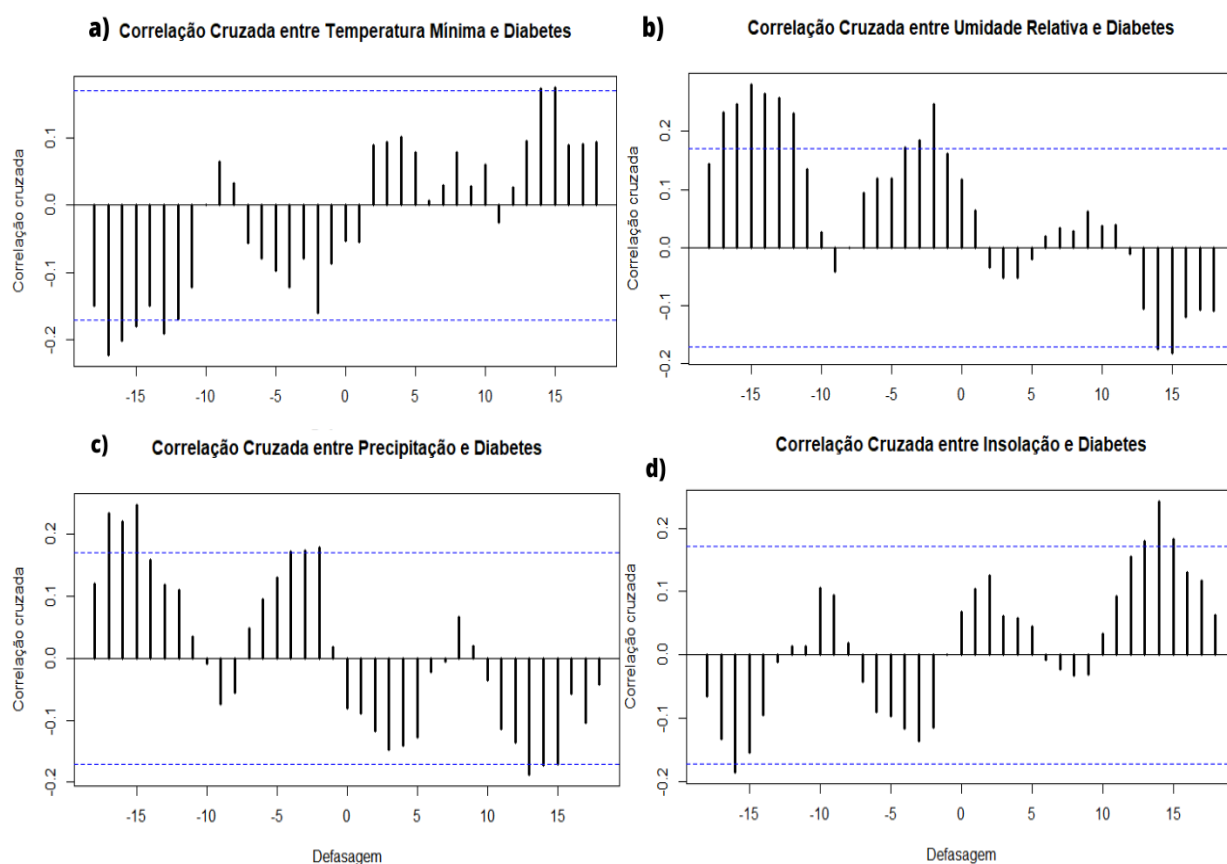 a) Correlação Cruzada entre Temperatura Mínima e Diabetes
Correlação cruzada
0.1
0.0
-0.1
-0.2
-15 -10 -5 0 5 10 15
b) Correlação Cruzada entre Umidade Relativa e Diabetes
Correlação cruzada
0.2
0.1
0.0
-0.1
-0.2
-15 -10 -5 0 5 10 15
c) Correlação Cruzada entre Precipitação e Diabetes
Correlação cruzada
0.2
0.1
0.0
-0.1
-0.2
-15 -10 -5 0 5 10 15
Defasagem
d) Correlação Cruzada entre Insolação e Diabetes
Correlação cruzada
0.2
0.1
0.0
-0.1
-0.2
-15 -10 -5 0 5 10 15
Defasagem